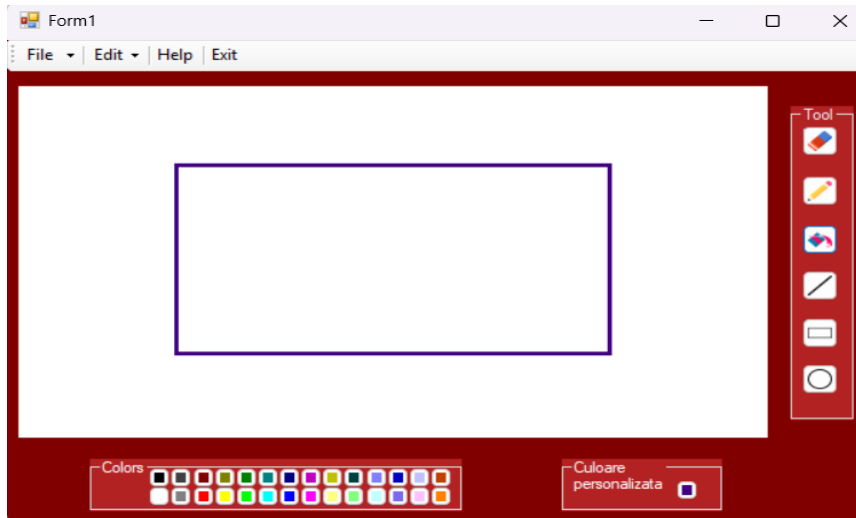 Form1
File Edit Help Exit
Tool
Colors
Culoare
personalizata